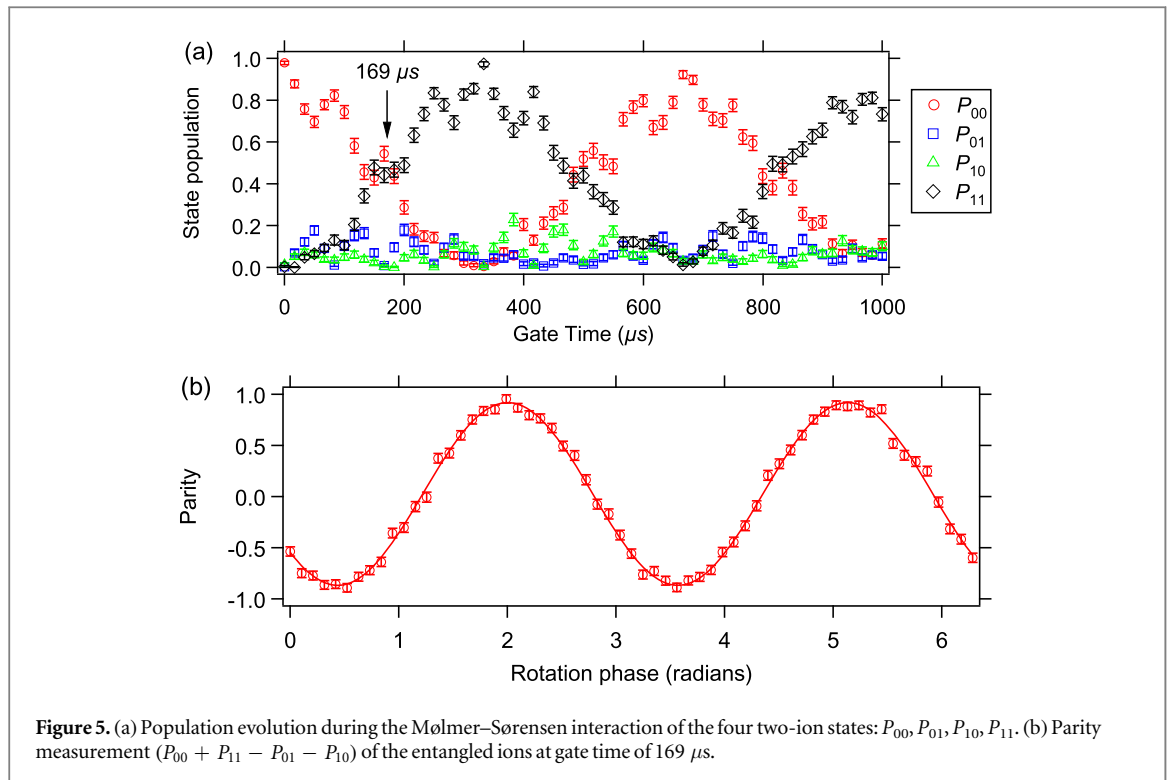 (a)
1.0
0.8
0.6
0.4
0.2
0.0
State population
169 μs
P00
P01
P10
P11
0 200 400 600 800 1000
Gate Time (μs)
(b)
1.0
0.5
0.0
-0.5
-1.0
Parity
0 1 2 3 4 5 6
Rotation phase (radians)
Figure 5. (a) Population evolution during the Mølmer–Sørensen interaction of the four two-ion states: P00, P01, P10, P11. (b) Parity
measurement (P00 + P11 − P01 − P10) of the entangled ions at gate time of 169 μs.